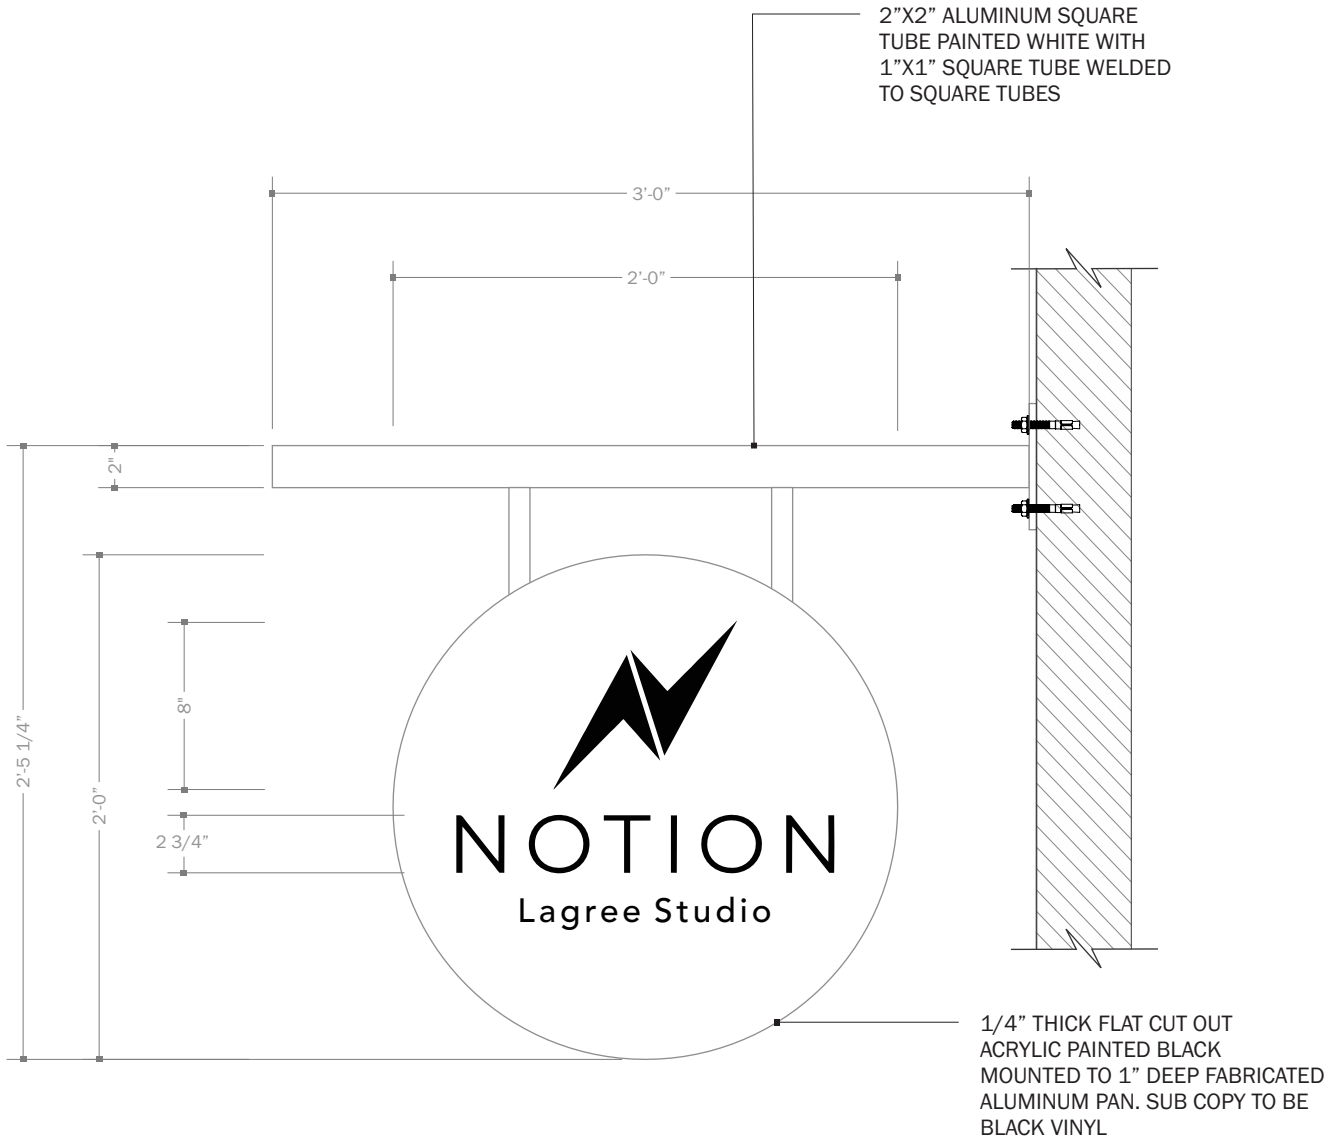 2”X2” ALUMINUM SQUARE
TUBE PAINTED WHITE WITH
1”X1” SQUARE TUBE WELDED
TO SQUARE TUBES
3’-0”
2’-0”
2"
8"
2’-5 1/4”
2’-0”
2 3/4”
NOTION
Lagree Studio
1/4” THICK FLAT CUT OUT
ACRYLIC PAINTED BLACK
MOUNTED TO 1” DEEP FABRICATED
ALUMINUM PAN. SUB COPY TO BE
BLACK VINYL